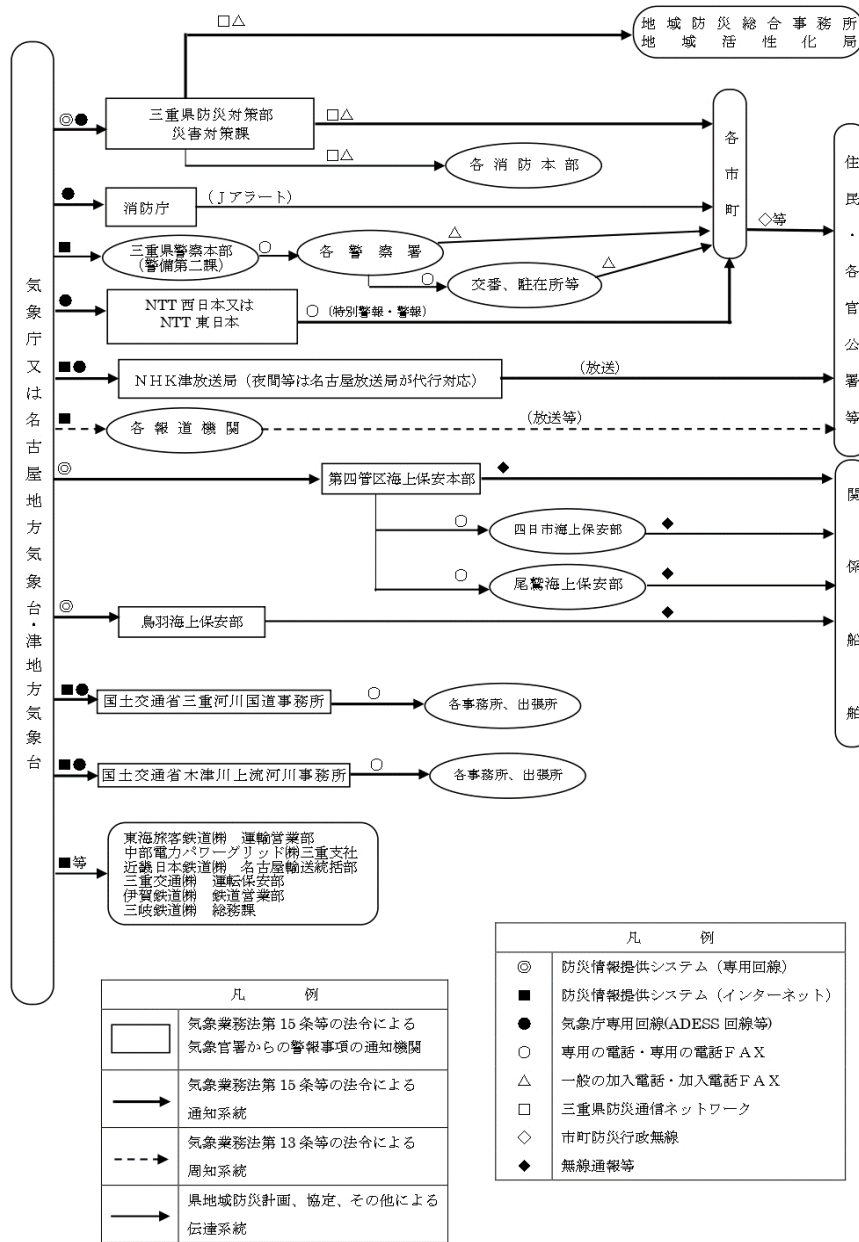 □△
地域防災総合事務所
地域活性化局
◎●
三重県防災対策部
災害対策課
□△
□△
各消防本部
各市町
住民・各官公署等
●
消防庁
（Ｊアラート）
◇等
■
三重県警察本部
(警備第二課)
○
各警察署
△
○
交番、駐在所等
△
気象庁又は名古屋地方気象台・津地方気象台
●
NTT 西日本又は
NTT 東日本
○ （特別警報・警報）
■●
NHK津放送局（夜間等は名古屋放送局が代行対応）
(放送)
■
各報道機関
(放送等)
◎
第四管区海上保安本部
◆
関係船舶
○
四日市海上保安部
◆
○
尾鷲海上保安部
◆
◎
鳥羽海上保安部
◆
■●
国土交通省三重河川国道事務所
○
各事務所、出張所
■●
国土交通省木津川上流河川事務所
○
各事務所、出張所
■等
東海旅客鉄道㈱　運輸営業部
中部電力パワーグリッド㈱三重支社
近畿日本鉄道㈱　名古屋輸送統括部
三重交通㈱　運転保安部
伊賀鉄道㈱　鉄道営業部
三岐鉄道㈱　総務課
凡　例
気象業務法第 15 条等の法令による
気象官署からの警報事項の通知機関
気象業務法第 15 条等の法令による
通知系統
気象業務法第 13 条等の法令による
周知系統
県地域防災計画、協定、その他による
伝達系統
凡　例
◎ 防災情報提供システム（専用回線）
■ 防災情報提供システム（インターネット）
● 気象庁専用回線(ADESS 回線等)
○ 専用の電話・専用の電話ＦＡＸ
△ 一般の加入電話・加入電話ＦＡＸ
□ 三重県防災通信ネットワーク
◇ 市町防災行政無線
◆ 無線通報等